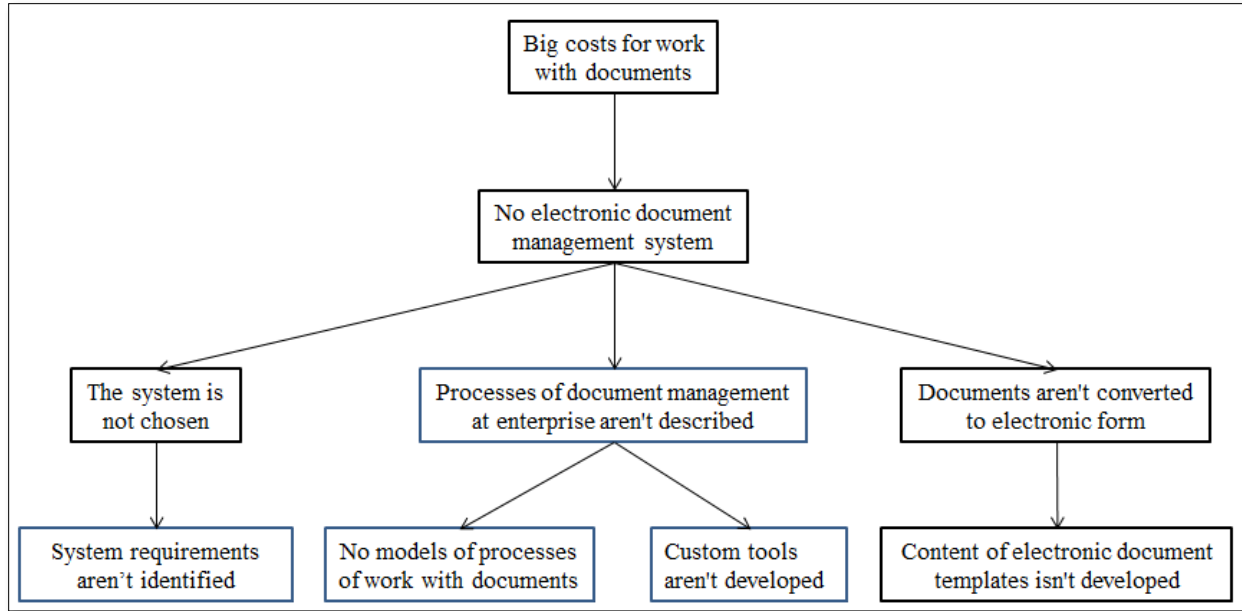 Big costs for work
with documents
No electronic document
management system
The system is
not chosen
Processes of document management
at enterprise aren't described
Documents aren't converted
to electronic form
System requirements
aren’t identified
No models of processes
of work with documents
Custom tools
aren't developed
Content of electronic document
templates isn't developed